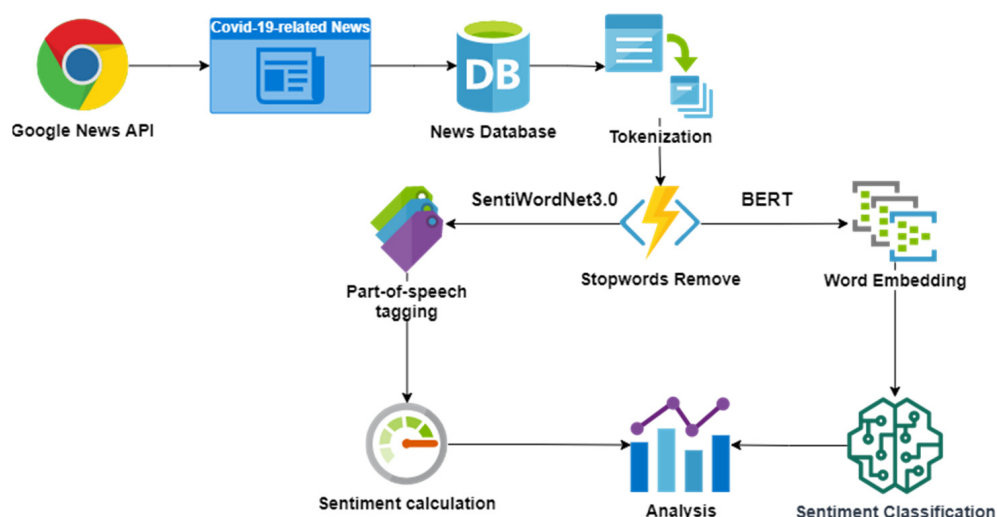 Covid-19-related News
DB
Google News API
News Database
Tokenization
SentiWordNet3.0
BERT
Stopwords Remove
Word Embedding
Part-of-speech
tagging
Sentiment calculation
Analysis
Sentiment Classification